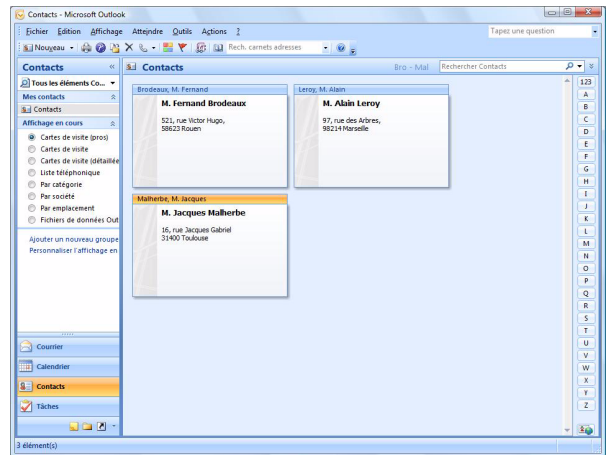 Contacts - Microsoft Outlook
Fichier Edition Affichage Atteindre Outils Actions ?
Tapez une question
Nouveau
Rech. carnets adresses
Contacts «
Contacts
Bro - Mal
Rechercher Contacts
Tous les éléments Co...
Mes contacts
Contacts
Affichage en cours
Cartes de visite (pros)
Cartes de visite
Cartes de visite (détaillée
Liste téléphonique
Par catégorie
Par société
Par emplacement
Fichiers de données Out
Ajouter un nouveau groupe
Personnaliser l'affichage en
Courrier
Calendrier
Contacts
Tâches
Brodeaux, M. Fernand
M. Fernand Brodeaux
521, rue Victor Hugo,
58623 Rouen
Leroy, M. Alain
M. Alain Leroy
97, rue des Arbres,
98214 Marseille
Malherbe, M. Jacques
M. Jacques Malherbe
16, rue Jacques Gabriel
31400 Toulouse
123
A
B
C
D
E
F
G
H
I
J
K
L
M
N
O
P
Q
R
S
T
U
V
W
X
Y
Z
3 élément(s)